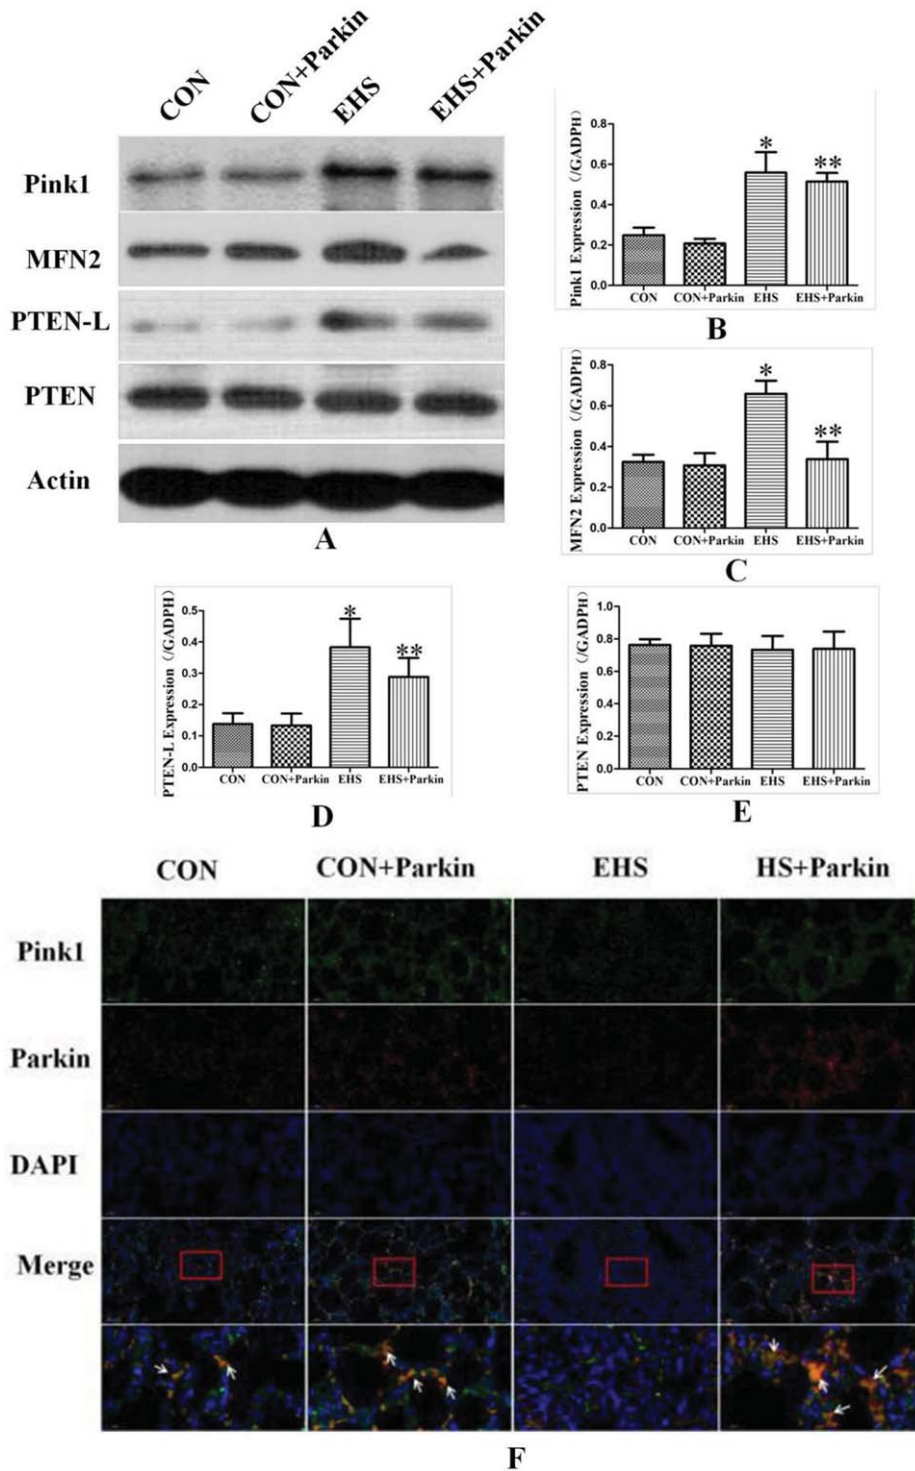 CON
CON+Parkin
EHS
EHS+Parkin
Pink1
MFN2
PTEN-L
PTEN
Actin
A
Pink1 Expression (/GADPH)
0.8
0.6
0.4
0.2
0.0
*
**
CON CON+Parkin EHS EHS+Parkin
B
MFN2 Expression (/GADPH)
0.8
0.6
0.4
0.2
0.0
*
**
CON CON+Parkin EHS EHS+Parkin
C
PTEN-L Expression (/GADPH)
0.5
0.4
0.3
0.2
0.1
0.0
*
**
CON CON+Parkin EHS EHS+Parkin
D
PTEN Expression (/GADPH)
1.0
0.8
0.6
0.4
0.2
0.0
CON CON+Parkin EHS EHS+Parkin
E
CON CON+Parkin EHS HS+Parkin
Pink1
Parkin
DAPI
Merge
F